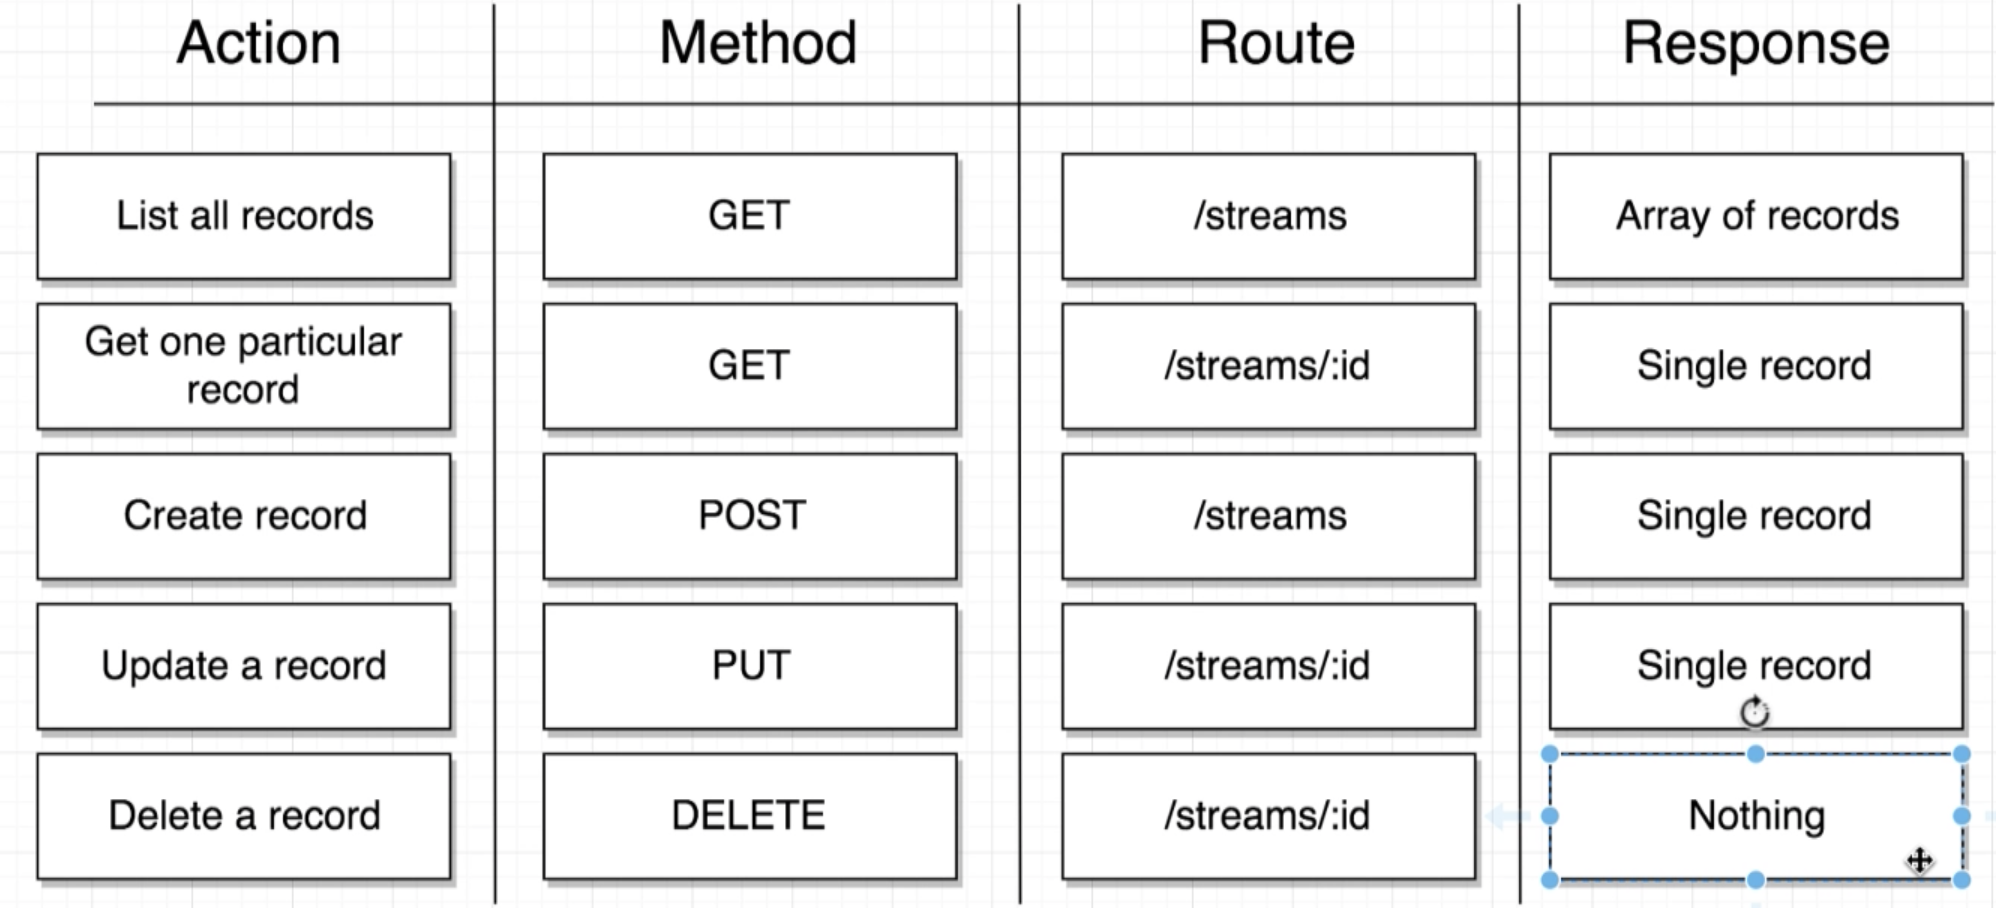 Action
Method
Route
Response
List all records
GET
/streams
Array of records
Get one particular
record
GET
/streams/:id
Single record
Create record
POST
/streams
Single record
Update a record
PUT
/streams/:id
Single record
Delete a record
DELETE
/streams/:id
Nothing